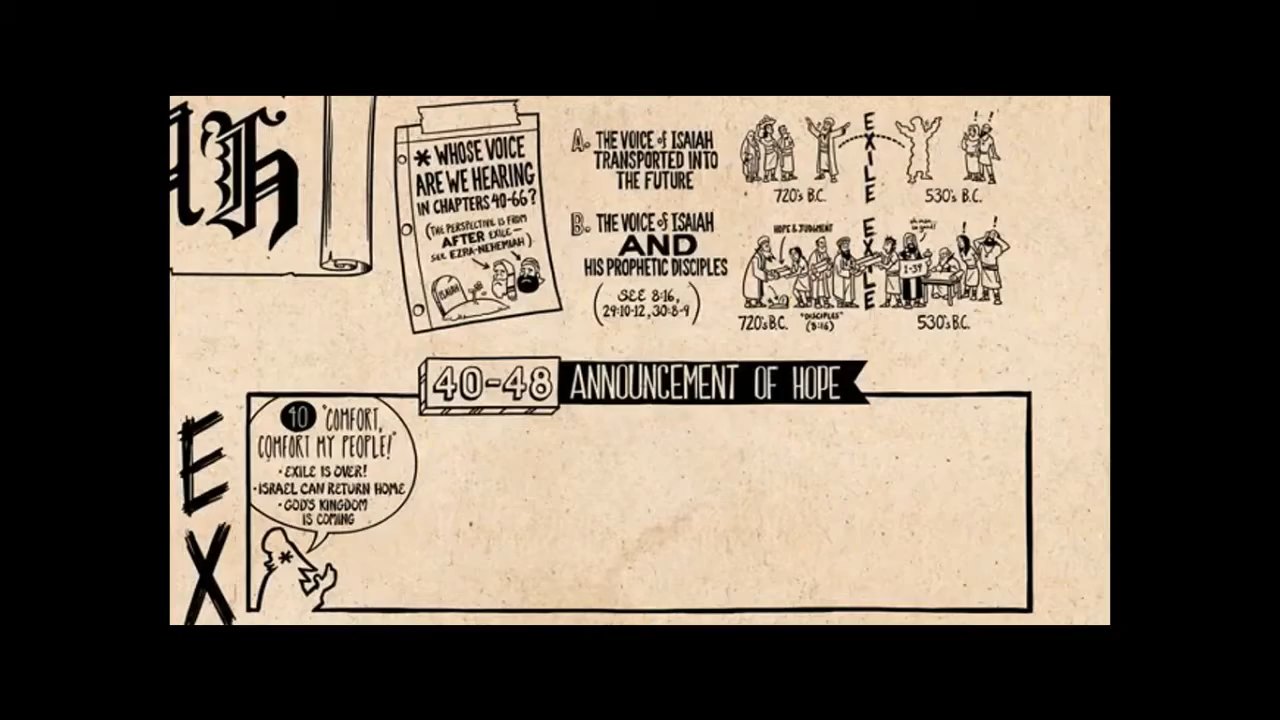 AH
* WHOSE VOICE
ARE WE HEARING
IN CHAPTERS 40-66?
(THE PERSPECTIVE IS FROM
AFTER EXILE—
SEE EZRA-NEHEMIAH)
ISAIAH
A. THE VOICE of ISAIAH
TRANSPORTED INTO
THE FUTURE
720's B.C.
EXILE
530's B.C.
! !
B. THE VOICE of ISAIAH
AND
HIS PROPHETIC DISCIPLES
(SEE 8:16,
29:10-12, 30:8-9)
HOPE & JUDGMENT
EXILE
1-39
! !
720's B.C.
"DISCIPLES"
(8:16)
530's B.C.
40-48 ANNOUNCEMENT OF HOPE
40 "COMFORT,
COMFORT MY PEOPLE!"
• EXILE IS OVER!
• ISRAEL CAN RETURN HOME
• GOD'S KINGDOM
IS COMING
*
EX